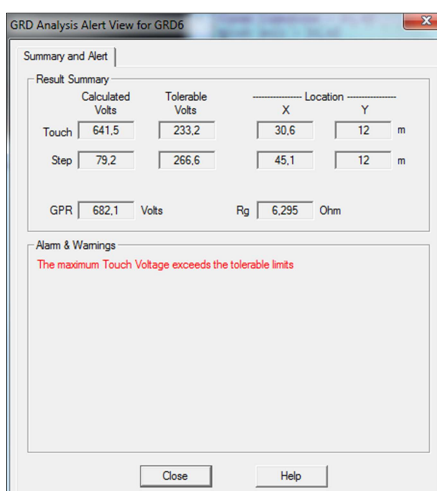 GRD Analysis Alert View for GRD6
Summary and Alert
Result Summary
Calculated Volts Tolerable Volts Location X Y
Touch 641,5 233,2 30,6 12 m
Step 79,2 266,6 45,1 12 m
GPR 682,1 Volts Rg 6,295 Ohm
Alarm & Warnings
The maximum Touch Voltage exceeds the tolerable limits
Close Help